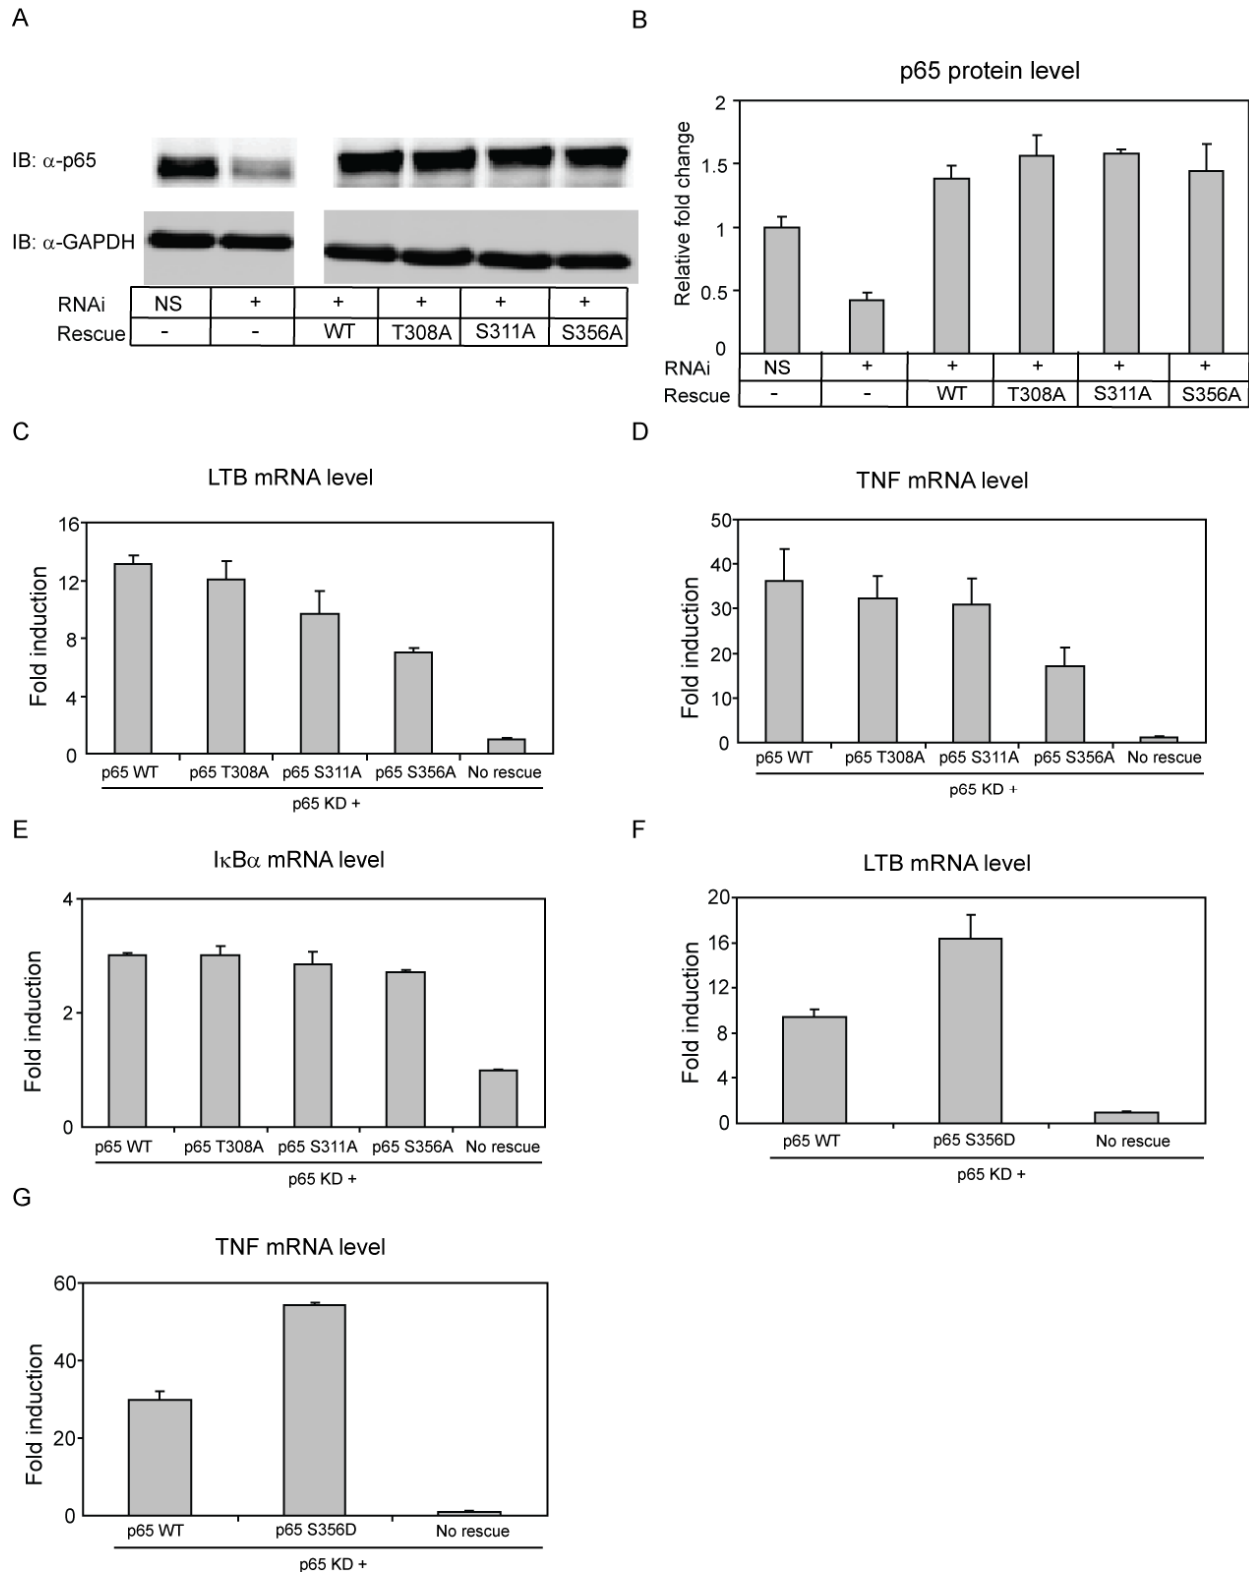 A
IB: α-p65
IB: α-GAPDH
RNAi NS + + + + +
Rescue - - WT T308A S311A S356A
B
p65 protein level
Relative fold change
2
1.5
1
0.5
0
RNAi NS + + + + +
Rescue - - WT T308A S311A S356A
C
LTB mRNA level
Fold induction
16
12
8
4
0
p65 WT p65 T308A p65 S311A p65 S356A No rescue
p65 KD +
D
TNF mRNA level
Fold induction
50
40
30
20
10
0
p65 WT p65 T308A p65 S311A p65 S356A No rescue
p65 KD +
E
IκBα mRNA level
Fold induction
4
2
0
p65 WT p65 T308A p65 S311A p65 S356A No rescue
p65 KD +
F
LTB mRNA level
Fold induction
20
16
12
8
4
0
p65 WT p65 S356D No rescue
p65 KD +
G
TNF mRNA level
Fold induction
60
40
20
0
p65 WT p65 S356D No rescue
p65 KD +